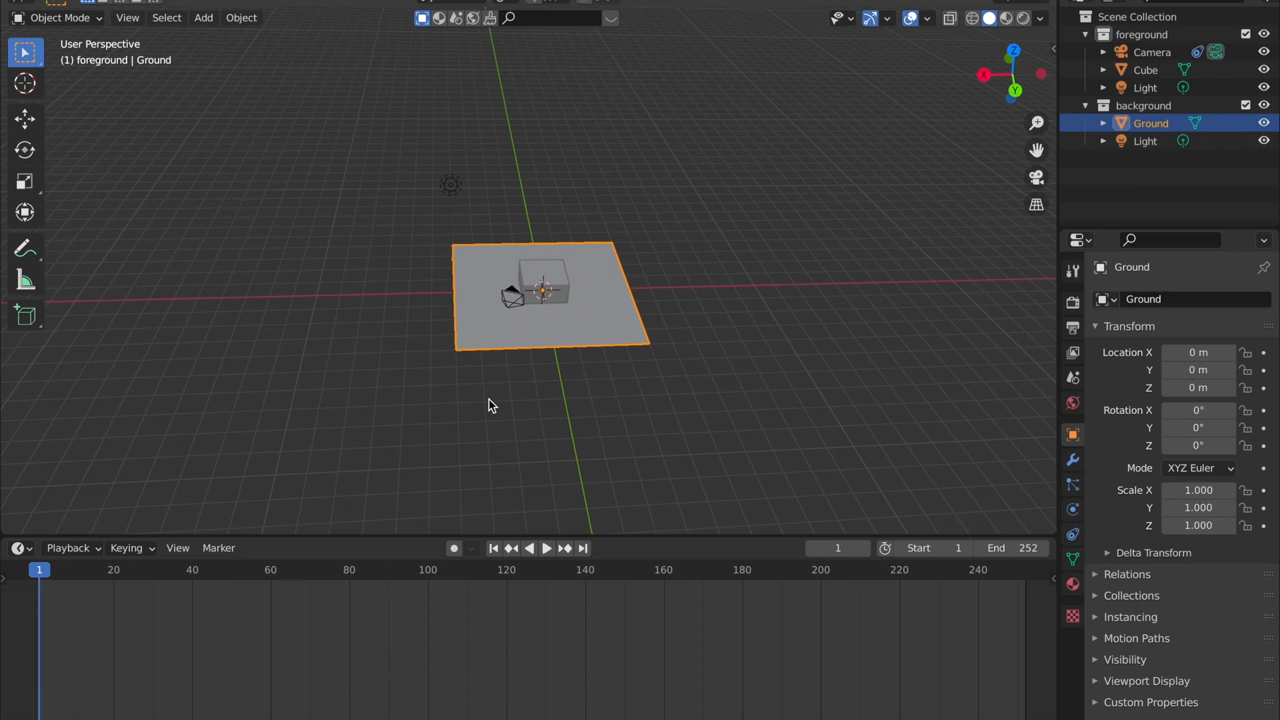 Object Mode View Select Add Object
User Perspective
(1) foreground | Ground
X
Y
Z
Scene Collection
foreground
Camera
Cube
Light
background
Ground
Light
Ground
Ground
Transform
Location X 0 m
Y 0 m
Z 0 m
Rotation X 0°
Y 0°
Z 0°
Mode XYZ Euler
Scale X 1.000
Y 1.000
Z 1.000
Delta Transform
Relations
Collections
Instancing
Motion Paths
Visibility
Viewport Display
Custom Properties
Playback Keying View Marker 1 Start 1 End 252
1 20 40 60 80 100 120 140 160 180 200 220 240